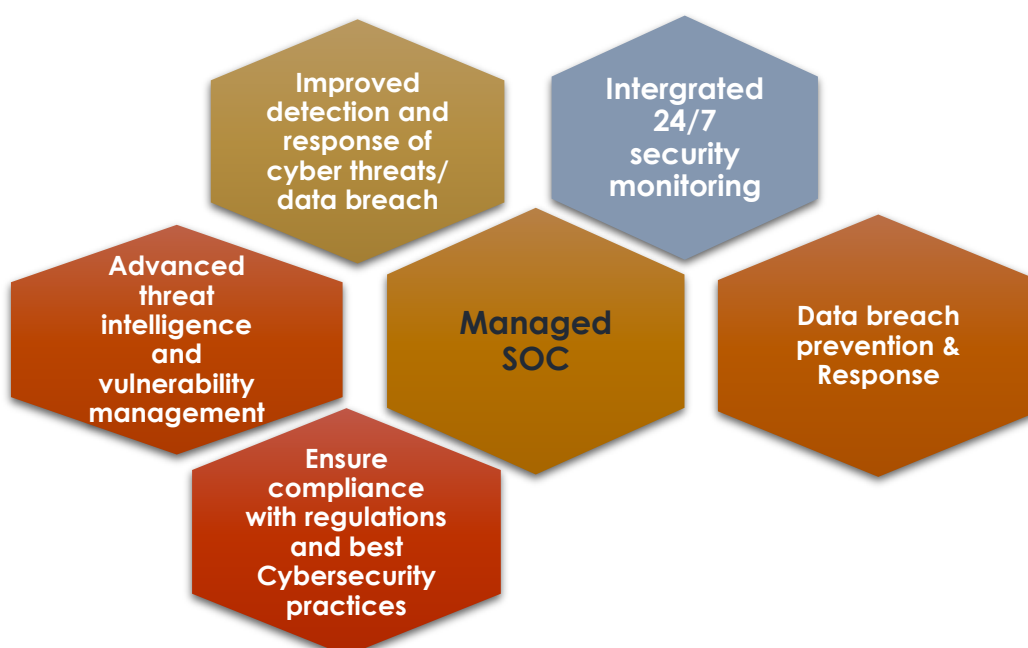 Improved
detection and
response of
cyber threats/
data breach
Intergrated
24/7
security
monitoring
Advanced
threat
intelligence
and
vulnerability
management
Managed
SOC
Data breach
prevention &
Response
Ensure
compliance
with regulations
and best
Cybersecurity
practices